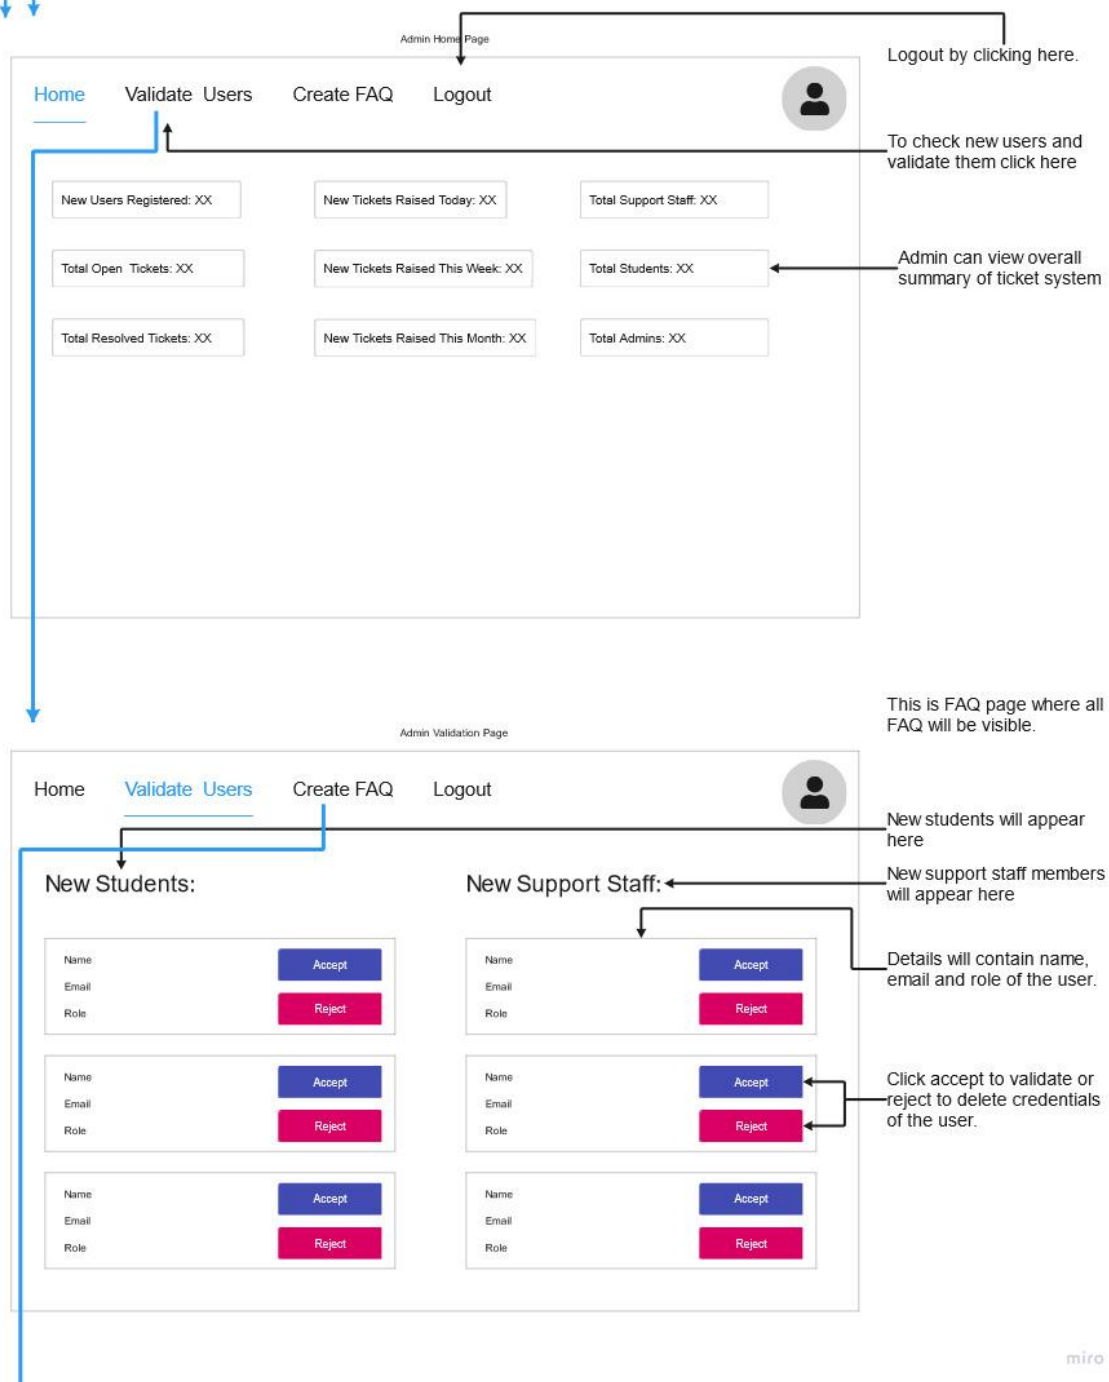 Admin Home Page
Logout by clicking here.
Home Validate Users Create FAQ Logout
To check new users and
validate them click here
New Users Registered: XX New Tickets Raised Today: XX Total Support Staff: XX
Admin can view overall
summary of ticket system
Total Open Tickets: XX New Tickets Raised This Week: XX Total Students: XX
Total Resolved Tickets: XX New Tickets Raised This Month: XX Total Admins: XX
This is FAQ page where all
FAQ will be visible.
Admin Validation Page
Home Validate Users Create FAQ Logout
New students will appear
here
New Students: New Support Staff:
New support staff members
will appear here
Name Accept Name Accept
Email Email
Role Reject Role Reject
Details will contain name,
email and role of the user.
Name Accept Name Accept
Email Email
Role Reject Role Reject
Click accept to validate or
reject to delete credentials
of the user.
Name Accept Name Accept
Email Email
Role Reject Role Reject
miro